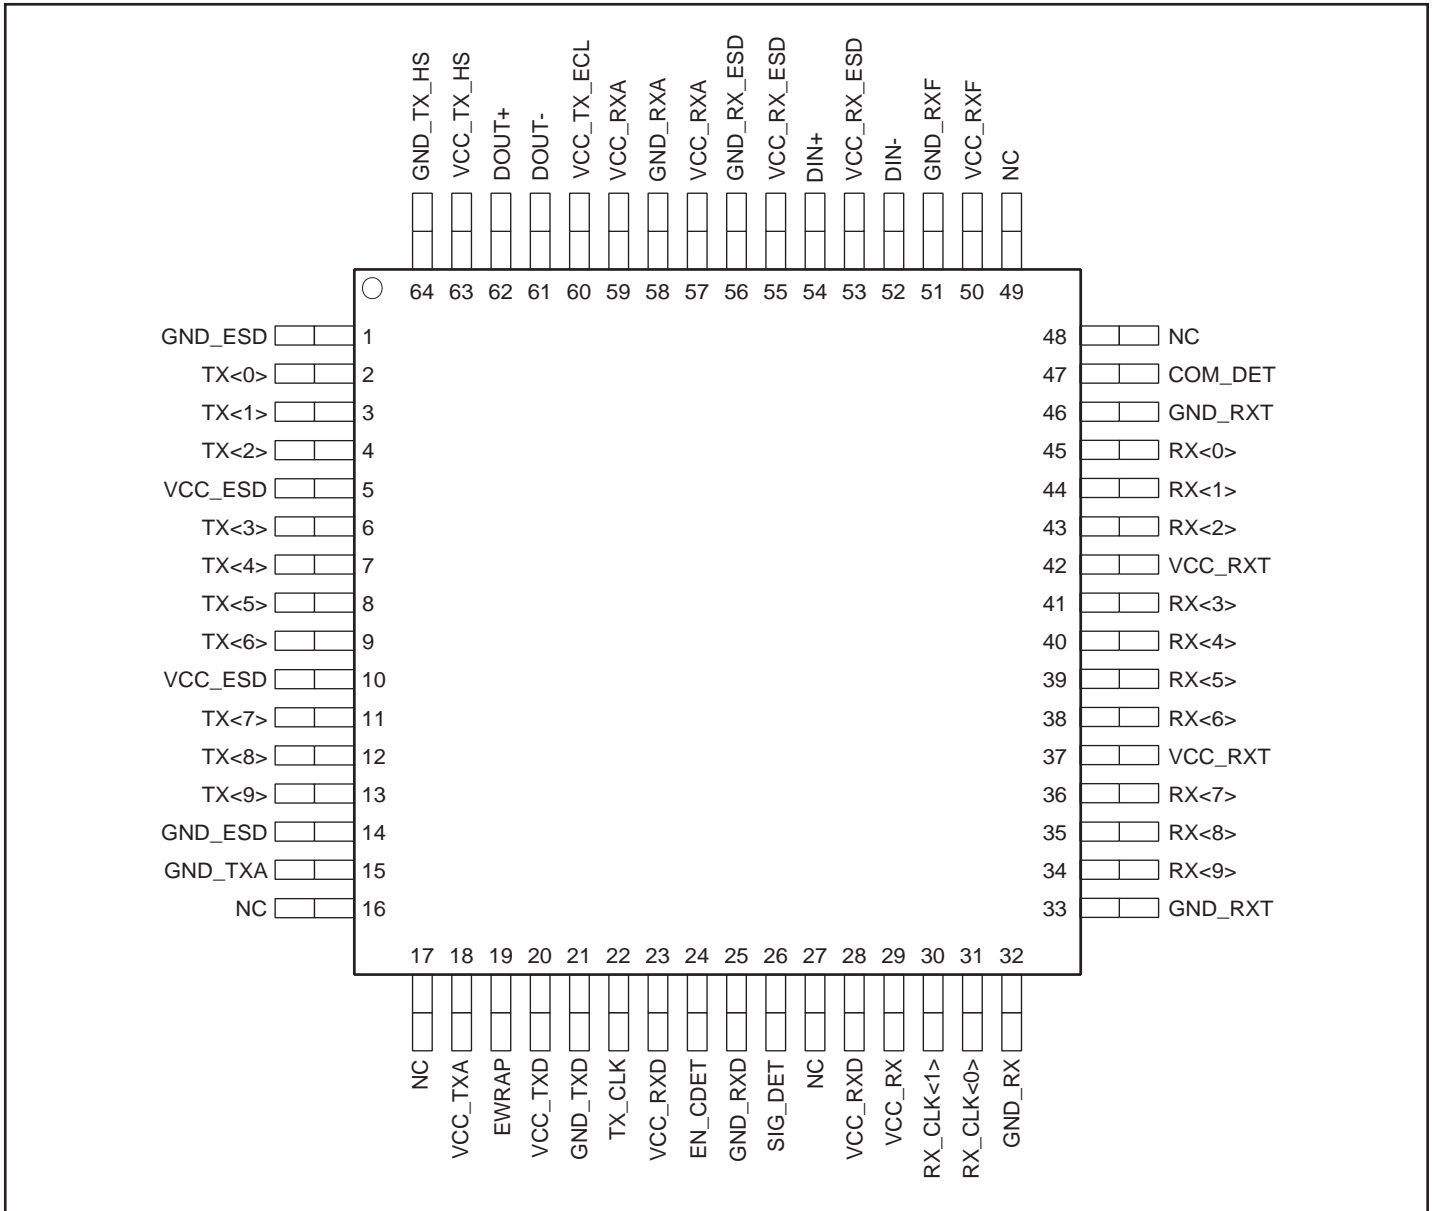 GND_TX_HS
VCC_TX_HS
DOUT+
DOUT-
VCC_TX_ECL
VCC_RXA
GND_RXA
VCC_RXA
GND_RX_ESD
VCC_RX_ESD
DIN+
VCC_RX_ESD
DIN-
GND_RXF
VCC_RXF
NC
64 63 62 61 60 59 58 57 56 55 54 53 52 51 50 49
GND_ESD 1 48 NC
TX<0> 2 47 COM_DET
TX<1> 3 46 GND_RXT
TX<2> 4 45 RX<0>
VCC_ESD 5 44 RX<1>
TX<3> 6 43 RX<2>
TX<4> 7 42 VCC_RXT
TX<5> 8 41 RX<3>
TX<6> 9 40 RX<4>
VCC_ESD 10 39 RX<5>
TX<7> 11 38 RX<6>
TX<8> 12 37 VCC_RXT
TX<9> 13 36 RX<7>
GND_ESD 14 35 RX<8>
GND_TXA 15 34 RX<9>
NC 16 33 GND_RXT
17 18 19 20 21 22 23 24 25 26 27 28 29 30 31 32
NC
VCC_TXA
EWRAP
VCC_TXD
GND_TXD
TX_CLK
VCC_RXD
EN_CDET
GND_RXD
SIG_DET
NC
VCC_RXD
VCC_RX
RX_CLK<1>
RX_CLK<0>
GND_RX